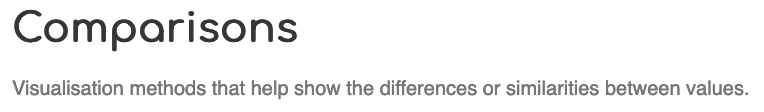 Comparisons
Visualisation methods that help show the differences or similarities between values.